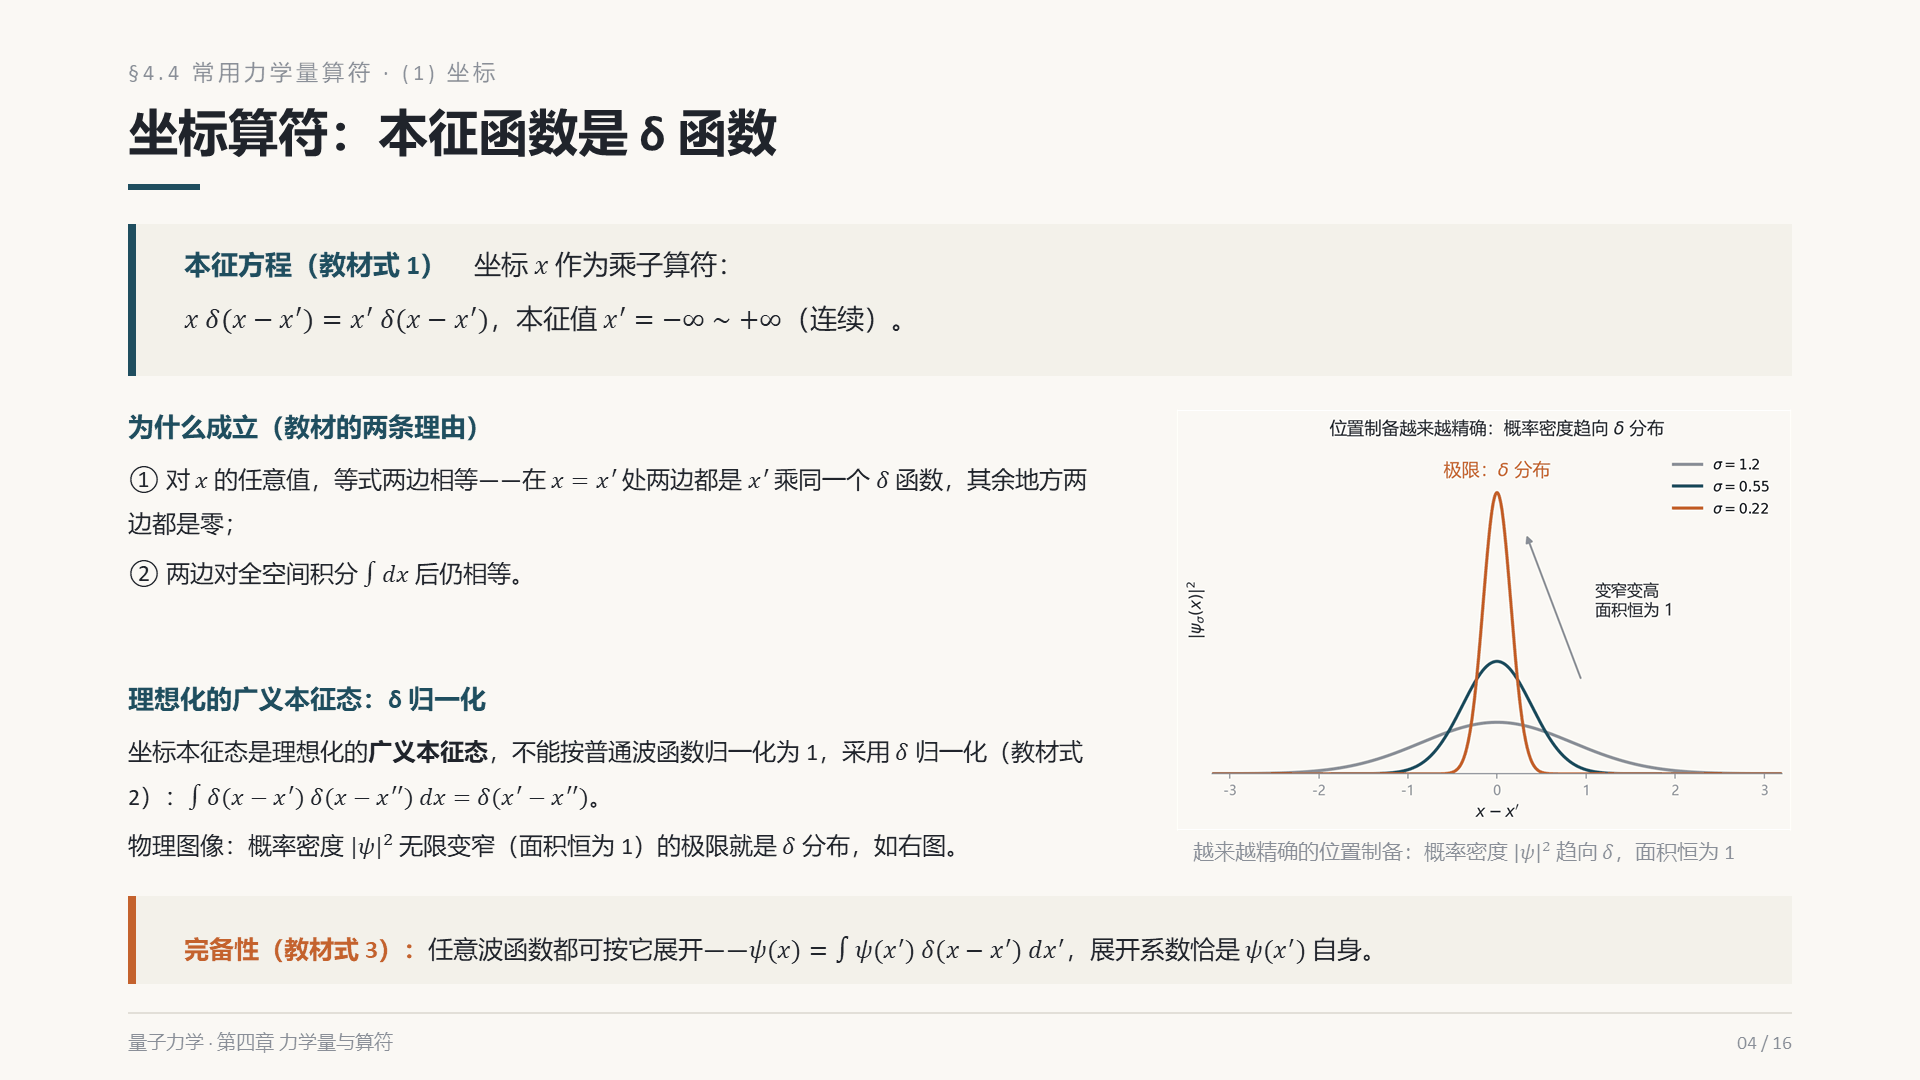 §4.4 常用力学量算符 · (1) 坐标
坐标算符：本征函数是 δ 函数
本征方程（教材式 1） 坐标 x 作为乘子算符：
x δ(x − x′) = x′ δ(x − x′)，本征值 x′ = −∞ ~ +∞（连续）。
为什么成立（教材的两条理由）
① 对 x 的任意值，等式两边相等——在 x = x′ 处两边都是 x′ 乘同一个 δ 函数，其余地方两
边都是零；
② 两边对全空间积分 ∫ dx 后仍相等。
理想化的广义本征态：δ 归一化
坐标本征态是理想化的广义本征态，不能按普通波函数归一化为 1，采用 δ 归一化（教材式
2）：∫ δ(x − x′) δ(x − x″) dx = δ(x′ − x″)。
物理图像：概率密度 |ψ|² 无限变窄（面积恒为 1）的极限就是 δ 分布，如右图。
位置制备越来越精确：概率密度趋向 δ 分布
极限：δ 分布
σ = 1.2
σ = 0.55
σ = 0.22
变窄变高
面积恒为 1
|ψσ(x)|²
-3 -2 -1 0 1 2 3
x − x′
越来越精确的位置制备：概率密度 |ψ|² 趋向 δ，面积恒为 1
完备性（教材式 3）：任意波函数都可按它展开——ψ(x) = ∫ ψ(x′) δ(x − x′) dx′，展开系数恰是 ψ(x′) 自身。
量子力学 · 第四章 力学量与算符
04 / 16